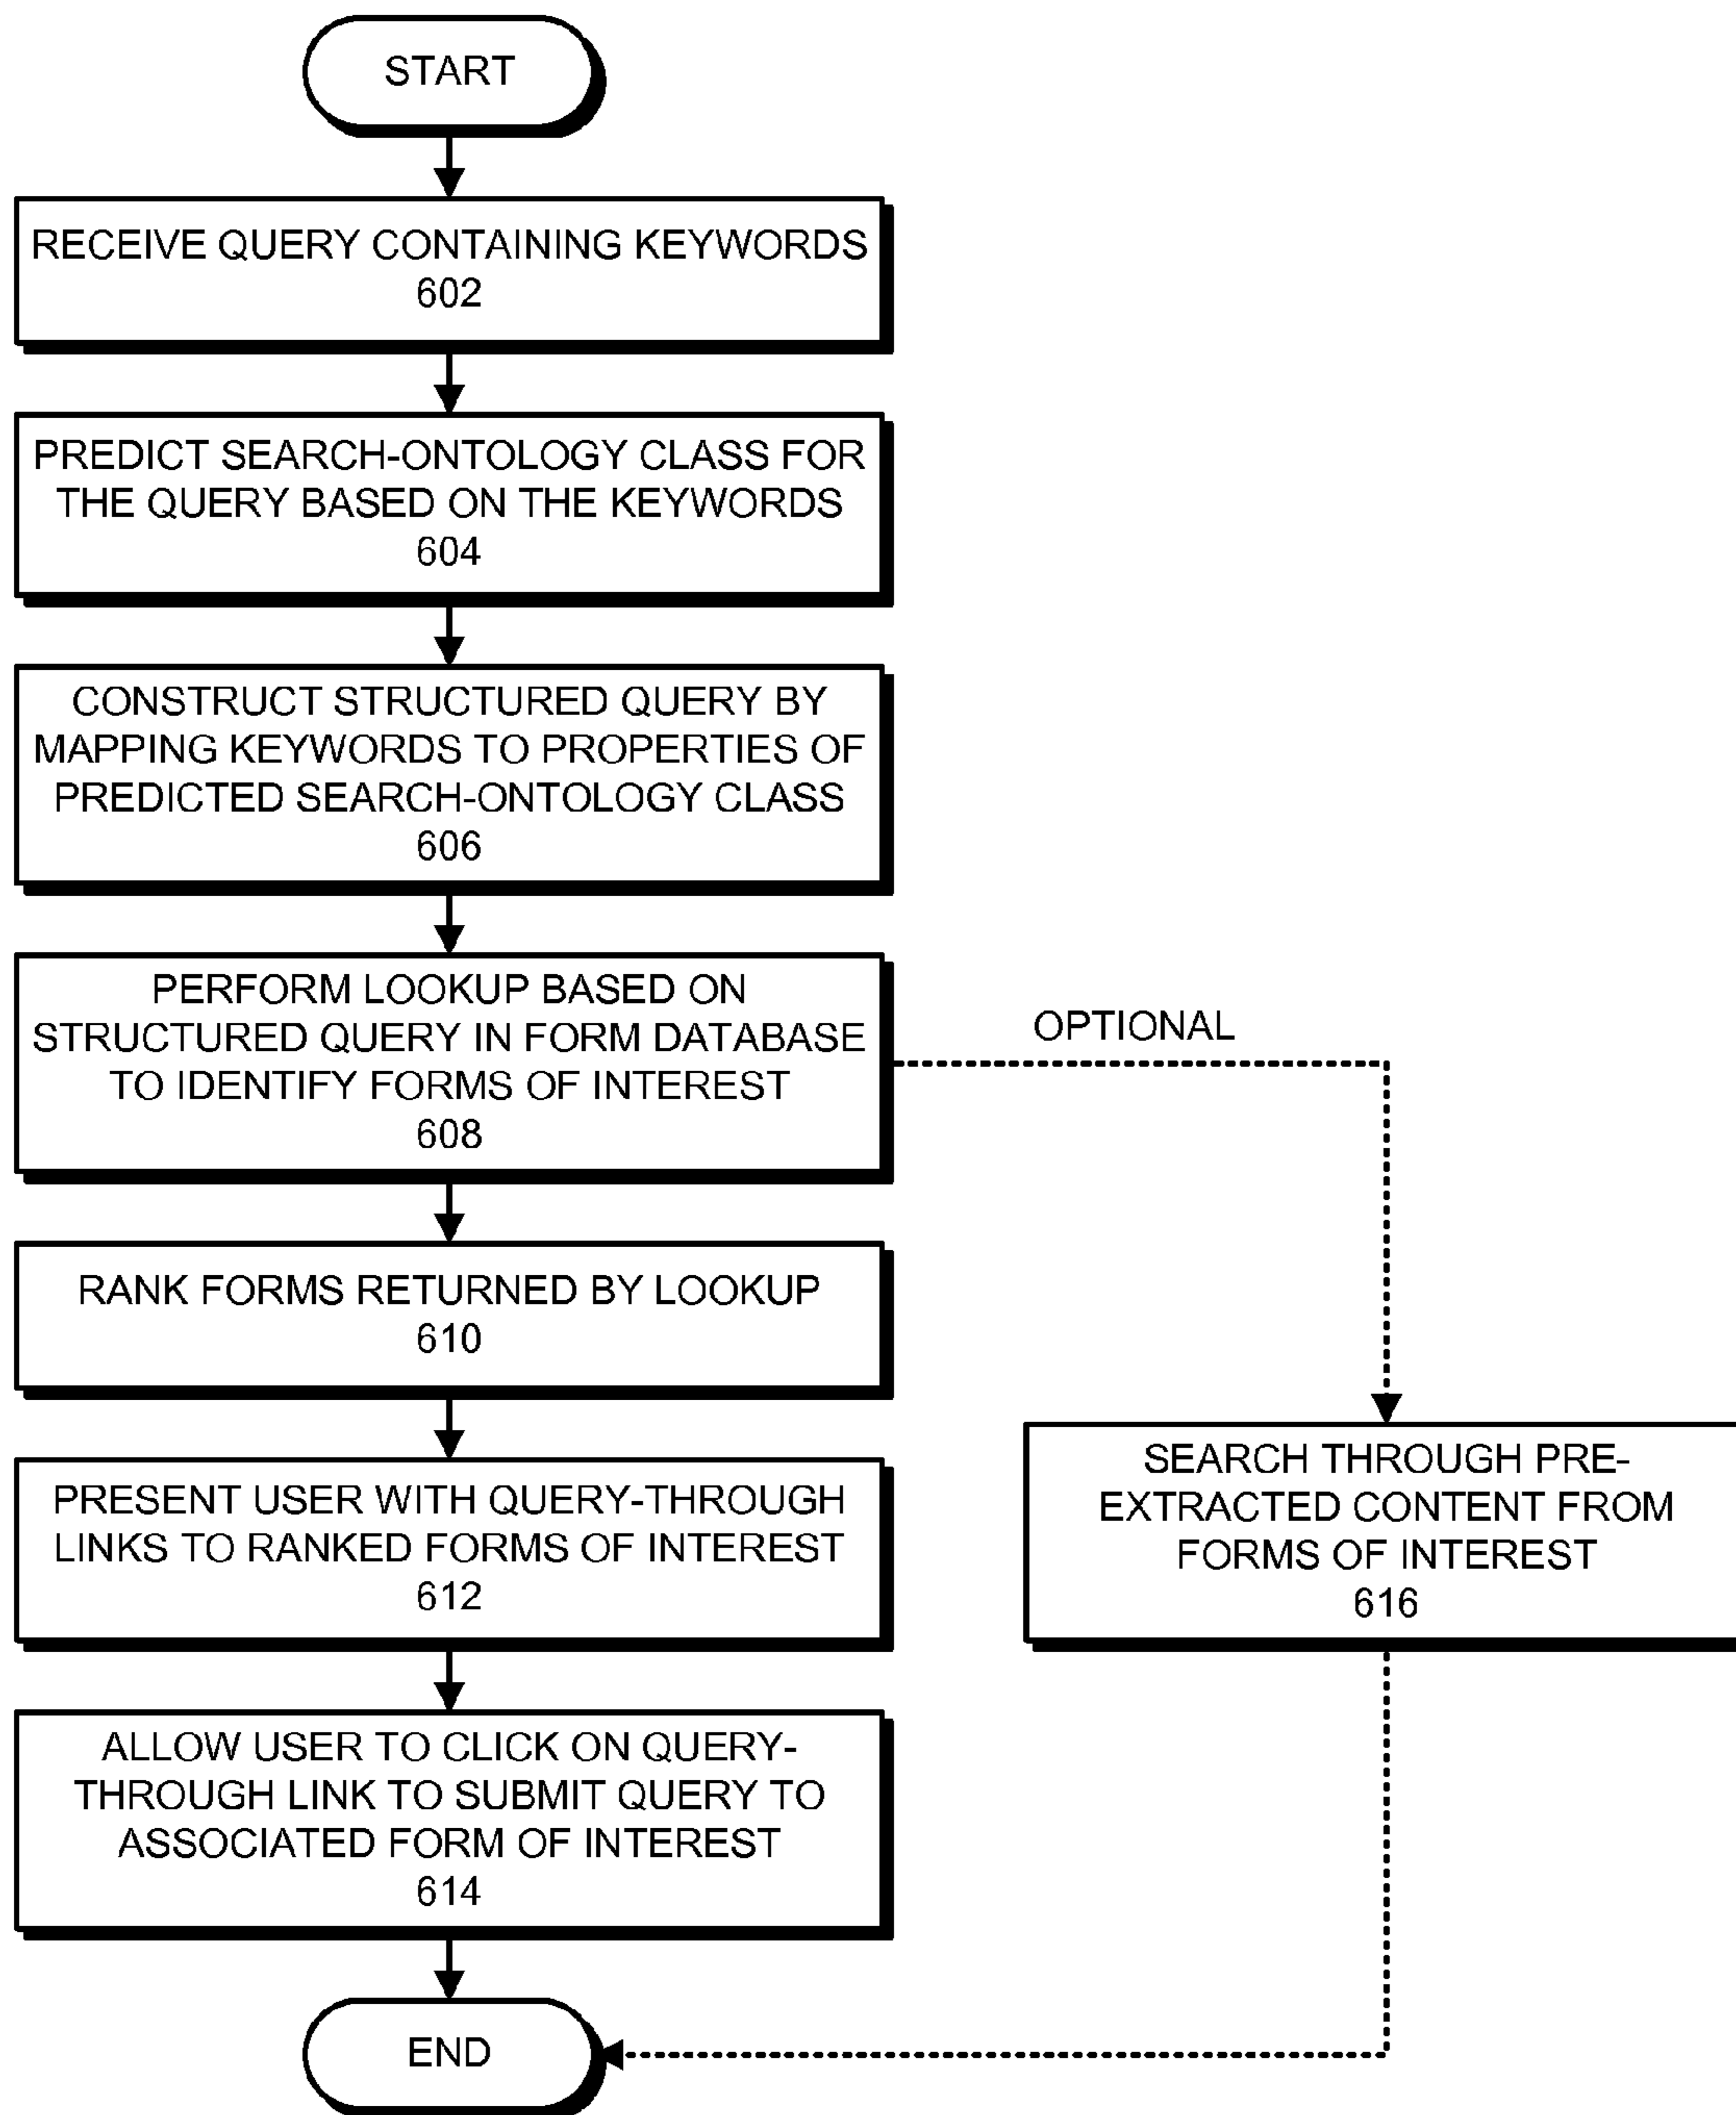 START
RECEIVE QUERY CONTAINING KEYWORDS
602
PREDICT SEARCH-ONTOLOGY CLASS FOR
THE QUERY BASED ON THE KEYWORDS
604
CONSTRUCT STRUCTURED QUERY BY
MAPPING KEYWORDS TO PROPERTIES OF
PREDICTED SEARCH-ONTOLOGY CLASS
606
PERFORM LOOKUP BASED ON
STRUCTURED QUERY IN FORM DATABASE
TO IDENTIFY FORMS OF INTEREST
608
OPTIONAL
RANK FORMS RETURNED BY LOOKUP
610
PRESENT USER WITH QUERY-THROUGH
LINKS TO RANKED FORMS OF INTEREST
612
SEARCH THROUGH PRE-
EXTRACTED CONTENT FROM
FORMS OF INTEREST
616
ALLOW USER TO CLICK ON QUERY-
THROUGH LINK TO SUBMIT QUERY TO
ASSOCIATED FORM OF INTEREST
614
END